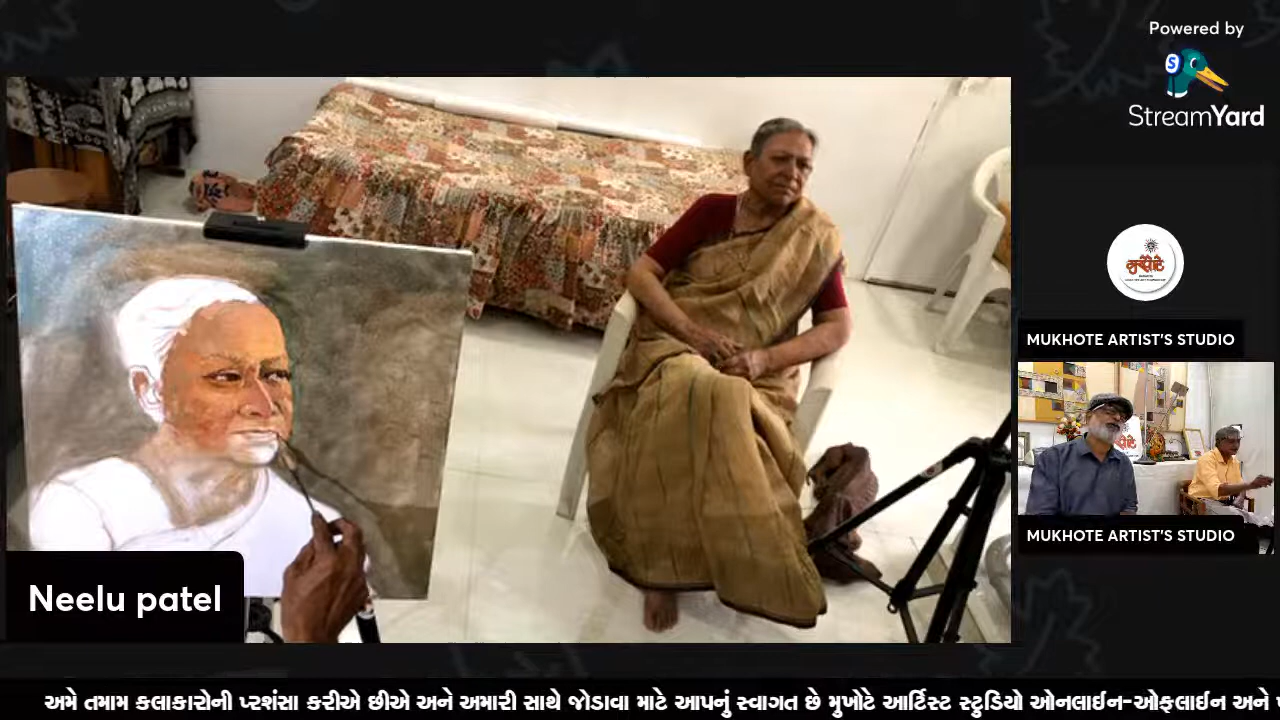 Powered by
StreamYard
મુખોટે
MUKHOTE ARTIST'S STUDIO
MUKHOTE ARTIST'S STUDIO
Neelu patel
અમે તમામ કલાકારોની પ્રશંસા કરીએ છીએ અને અમારી સાથે જોડાવા માટે આપનું સ્વાગત છે મુખોટે આર્ટિસ્ટ સ્ટુડિયો ઓનલાઈન-ઓફલાઈન અને